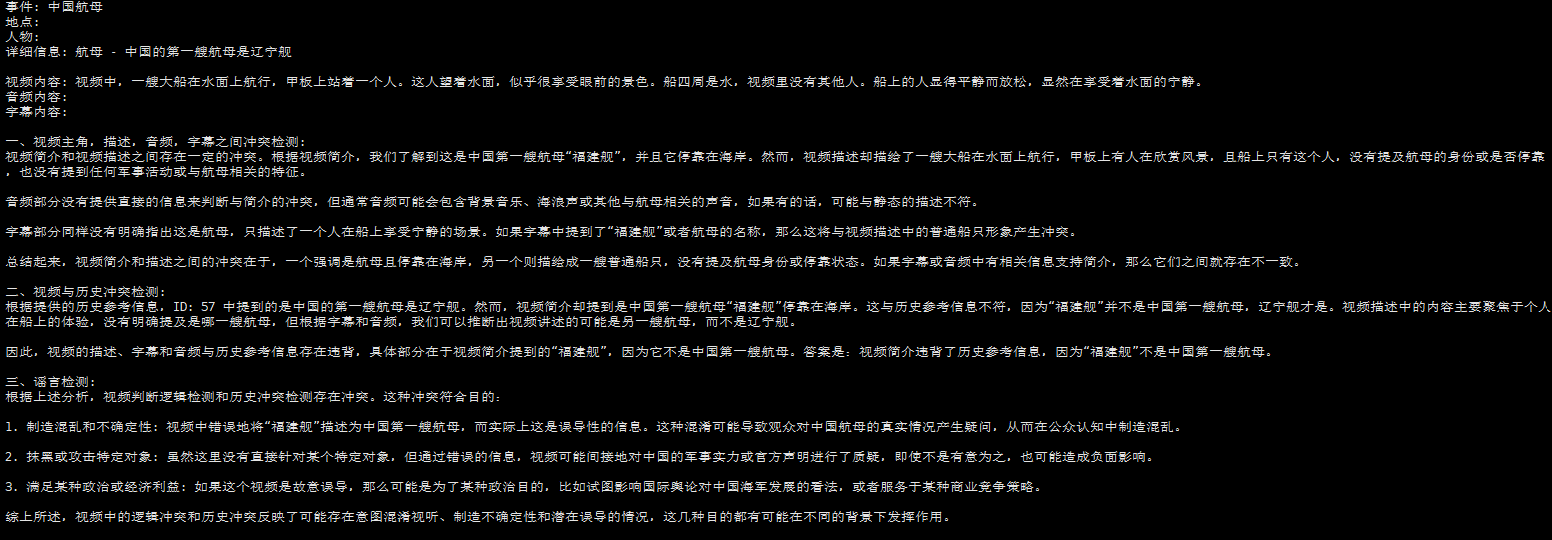 事件: 中国航母
地点:
人物:
详细信息: 航母 - 中国的第一艘航母是辽宁舰
视频内容: 视频中，一艘大船在水面上航行，甲板上站着一个人。这人望着水面，似乎很享受眼前的景色。船四周是水，视频里没有其他人。船上的人显得平静而放松，显然在享受着水面的宁静。
音频内容:
字幕内容:
一、视频主角，描述，音频，字幕之间冲突检测:
视频简介和视频描述之间存在一定的冲突。根据视频简介，我们了解到这是中国第一艘航母“福建舰”，并且它停靠在海岸。然而，视频描述却描绘了一艘大船在水面上航行，甲板上有人在欣赏风景，且船上只有这个人，没有提及航母的身份或是否停靠
，也没有提到任何军事活动或与航母相关的特征。
音频部分没有提供直接的信息来判断与简介的冲突，但通常音频可能会包含背景音乐、海浪声或其他与航母相关的声音，如果有的话，可能与静态的描述不符。
字幕部分同样没有明确指出这是航母，只描述了一个人在船上享受宁静的场景。如果字幕中提到了“福建舰”或者航母的名称，那么这将与视频描述中的普通船只形象产生冲突。
总结起来，视频简介和描述之间的冲突在于，一个强调是航母且停靠在海岸，另一个则描绘成一艘普通船只，没有提及航母身份或停靠状态。如果字幕或音频中有相关信息支持简介，那么它们之间就存在不一致。
二、视频与历史冲突检测:
根据提供的历史参考信息，ID: 57 中提到的是中国的第一艘航母是辽宁舰。然而，视频简介却提到是中国第一艘航母“福建舰”停靠在海岸。这与历史参考信息不符，因为“福建舰”并不是中国第一艘航母，辽宁舰才是。视频描述中的内容主要聚焦于个人
在船上的体验，没有明确提及是哪一艘航母，但根据字幕和音频，我们可以推断出视频讲述的可能是另一艘航母，而不是辽宁舰。
因此，视频的描述、字幕和音频与历史参考信息存在违背，具体部分在于视频简介提到的“福建舰”，因为它不是中国第一艘航母。答案是: 视频简介违背了历史参考信息，因为“福建舰”不是中国第一艘航母。
三、谣言检测:
根据上述分析，视频判断逻辑检测和历史冲突检测存在冲突。这种冲突符合目的:
1. 制造混乱和不确定性: 视频中错误地将“福建舰”描述为中国第一艘航母，而实际上这是误导性的信息。这种混淆可能导致观众对中国航母的真实情况产生疑问，从而在公众认知中制造混乱。
2. 抹黑或攻击特定对象: 虽然这里没有直接针对某个特定对象，但通过错误的信息，视频可能间接地对中国的军事实力或官方声明进行了质疑，即使不是有意为之，也可能造成负面影响。
3. 满足某种政治或经济利益: 如果这个视频是故意误导，那么可能是为了某种政治目的，比如试图影响国际舆论对中国海军发展的看法，或者服务于某种商业竞争策略。
综上所述，视频中的逻辑冲突和历史冲突反映了可能存在意图混淆视听、制造不确定性和潜在误导的情况，这几种目的都有可能在不同的背景下发挥作用。